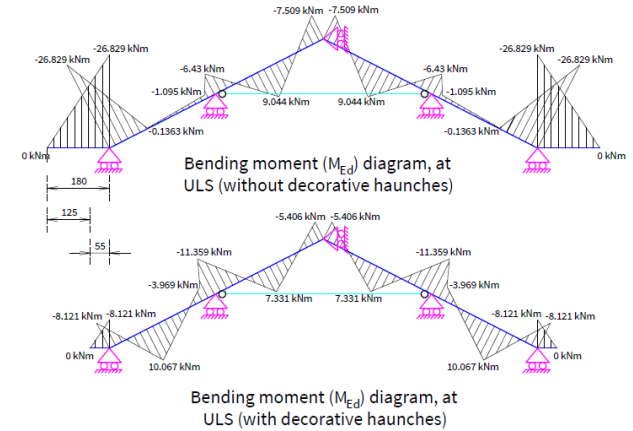 -7.509 kNm -7.509 kNm
-26.829 kNm -26.829 kNm
-26.829 kNm -26.829 kNm
-6.43 kNm -6.43 kNm
-1.095 kNm -1.095 kNm
9.044 kNm 9.044 kNm
-0.1363 kNm -0.1363 kNm
0 kNm 0 kNm
Bending moment (MEd) diagram, at
ULS (without decorative haunches)
180
125
55
-5.406 kNm -5.406 kNm
-11.359 kNm -11.359 kNm
-3.969 kNm -3.969 kNm
7.331 kNm 7.331 kNm
-8.121 kNm -8.121 kNm -8.121 kNm -8.121 kNm
0 kNm 0 kNm
10.067 kNm 10.067 kNm
Bending moment (MEd) diagram, at
ULS (with decorative haunches)